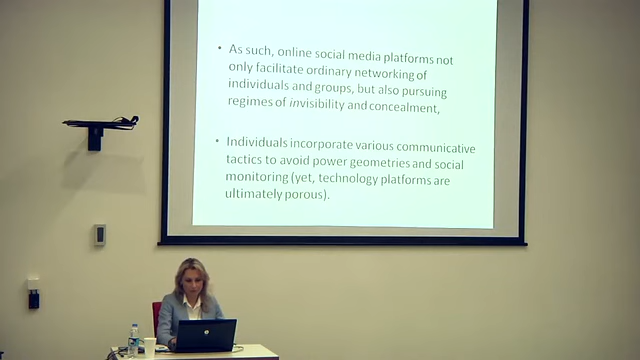 • As such, online social media platforms not
only facilitate ordinary networking of
individuals and groups, but also pursuing
regimes of invisibility and concealment,
• Individuals incorporate various communicative
tactics to avoid power geometries and social
monitoring (yet, technology platforms are
ultimately porous).